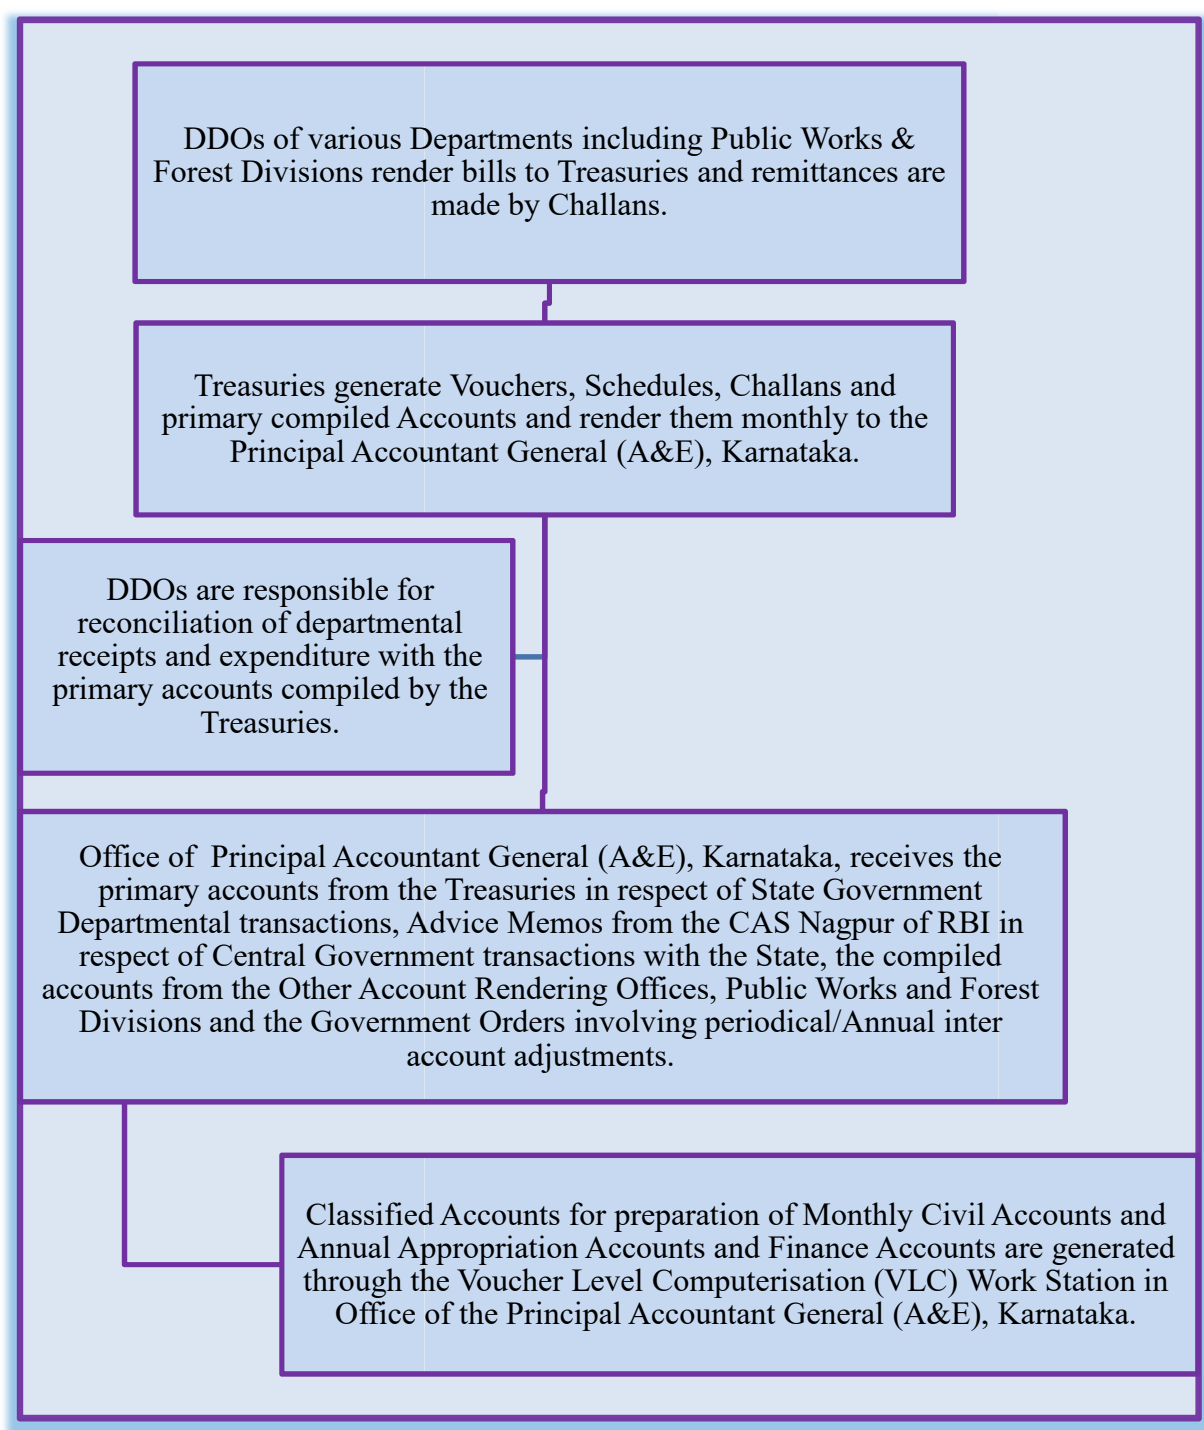 DDOs of various Departments including Public Works &
Forest Divisions render bills to Treasuries and remittances are
made by Challans.
Treasuries generate Vouchers, Schedules, Challans and
primary compiled Accounts and render them monthly to the
Principal Accountant General (A&E), Karnataka.
DDOs are responsible for
reconciliation of departmental
receipts and expenditure with the
primary accounts compiled by the
Treasuries.
Office of Principal Accountant General (A&E), Karnataka, receives the
primary accounts from the Treasuries in respect of State Government
Departmental transactions, Advice Memos from the CAS Nagpur of RBI in
respect of Central Government transactions with the State, the compiled
accounts from the Other Account Rendering Offices, Public Works and Forest
Divisions and the Government Orders involving periodical/Annual inter
account adjustments.
Classified Accounts for preparation of Monthly Civil Accounts and
Annual Appropriation Accounts and Finance Accounts are generated
through the Voucher Level Computerisation (VLC) Work Station in
Office of the Principal Accountant General (A&E), Karnataka.